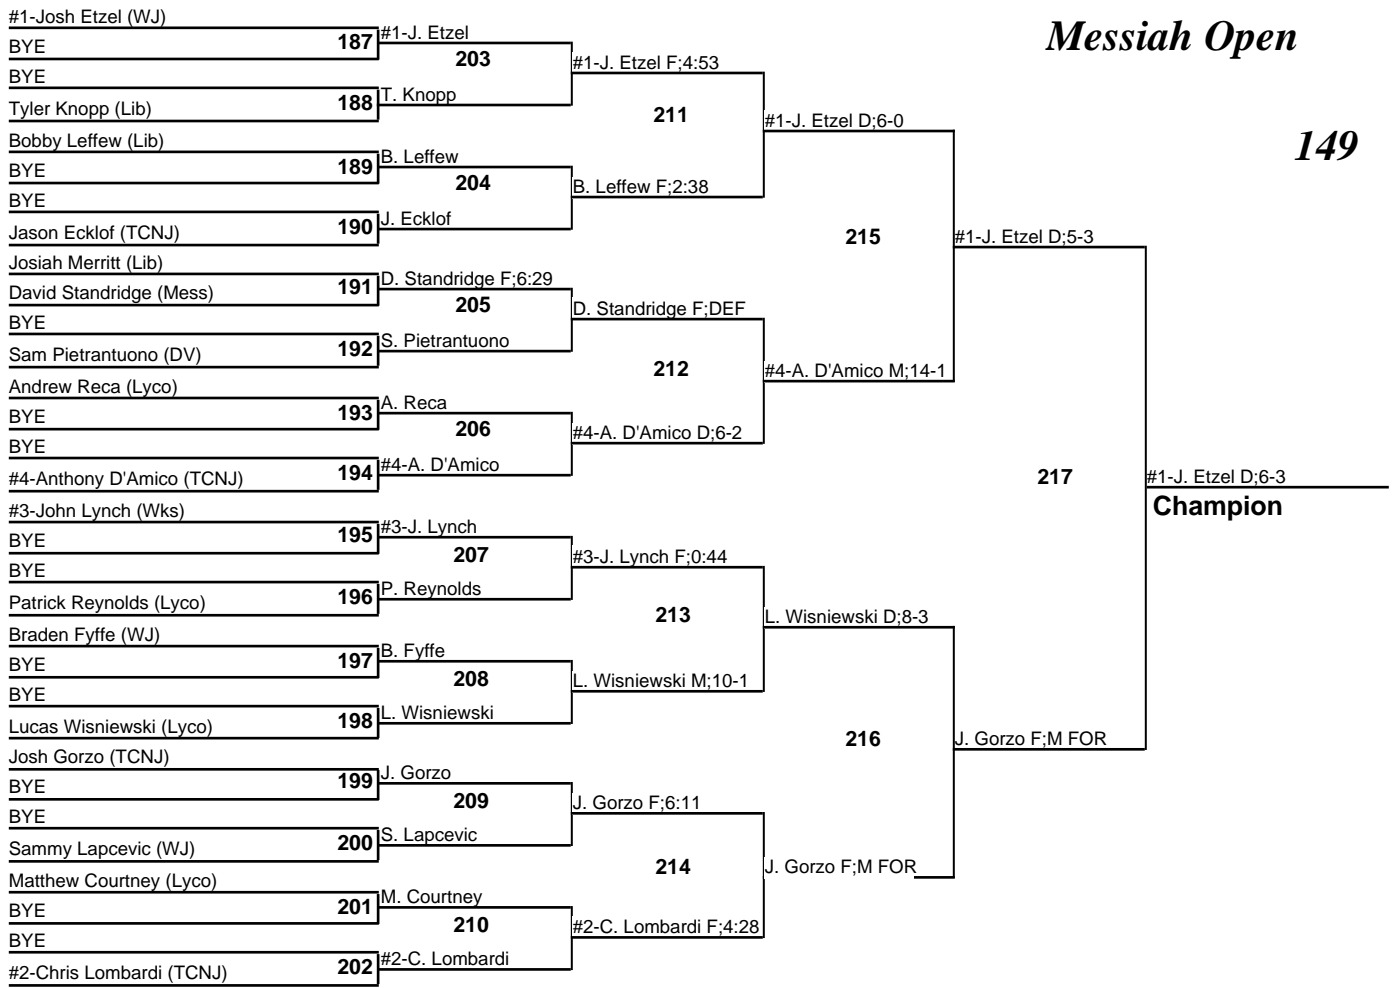 Messiah Open
149
#1-Josh Etzel (WJ)
BYE
187
BYE
Tyler Knopp (Lib)
188
Bobby Leffew (Lib)
BYE
189
BYE
Jason Ecklof (TCNJ)
190
Josiah Merritt (Lib)
David Standridge (Mess)
191
BYE
Sam Pietrantuono (DV)
192
Andrew Reca (Lyco)
BYE
193
BYE
#4-Anthony D'Amico (TCNJ)
194
#3-John Lynch (Wks)
BYE
195
BYE
Patrick Reynolds (Lyco)
196
Braden Fyffe (WJ)
BYE
197
BYE
Lucas Wisniewski (Lyco)
198
Josh Gorzo (TCNJ)
BYE
199
BYE
Sammy Lapcevic (WJ)
200
Matthew Courtney (Lyco)
BYE
201
BYE
#2-Chris Lombardi (TCNJ)
202
#1-J. Etzel
203
T. Knopp
B. Leffew
204
J. Ecklof
D. Standridge F;6:29
205
S. Pietrantuono
A. Reca
206
#4-A. D'Amico
#3-J. Lynch
207
P. Reynolds
B. Fyffe
208
L. Wisniewski
J. Gorzo
209
S. Lapcevic
M. Courtney
210
#2-C. Lombardi
#1-J. Etzel F;4:53
211
B. Leffew F;2:38
D. Standridge F;DEF
212
#4-A. D'Amico D;6-2
#3-J. Lynch F;0:44
213
L. Wisniewski M;10-1
J. Gorzo F;6:11
214
#2-C. Lombardi F;4:28
#1-J. Etzel D;6-0
215
#4-A. D'Amico M;14-1
L. Wisniewski D;8-3
216
J. Gorzo F;M FOR
#1-J. Etzel D;5-3
217
J. Gorzo F;M FOR
#1-J. Etzel D;6-3
Champion